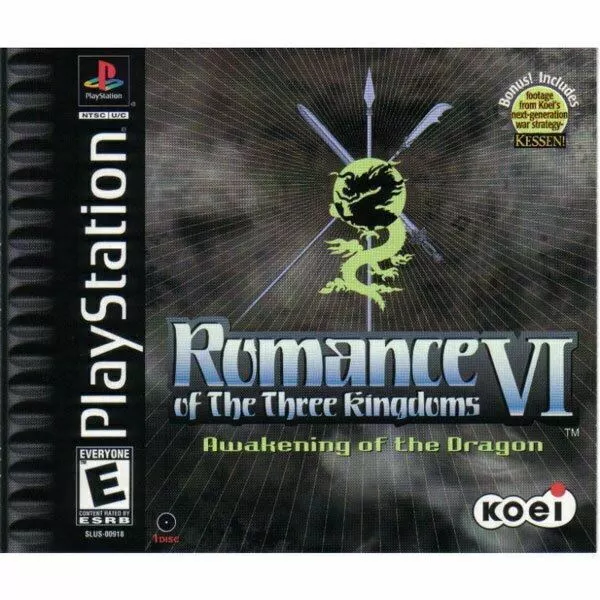 PlayStation
NTSC U/C
PlayStation
EVERYONE
E
CONTENT RATED BY
ESRB
SLUS-00918
1 DISC
Bonus! Includes
footage
from Koei's
next-generation
war strategy-
KESSEN!
Romance VI
of The Three Kingdoms
TM
Awakening of the Dragon
KOEI